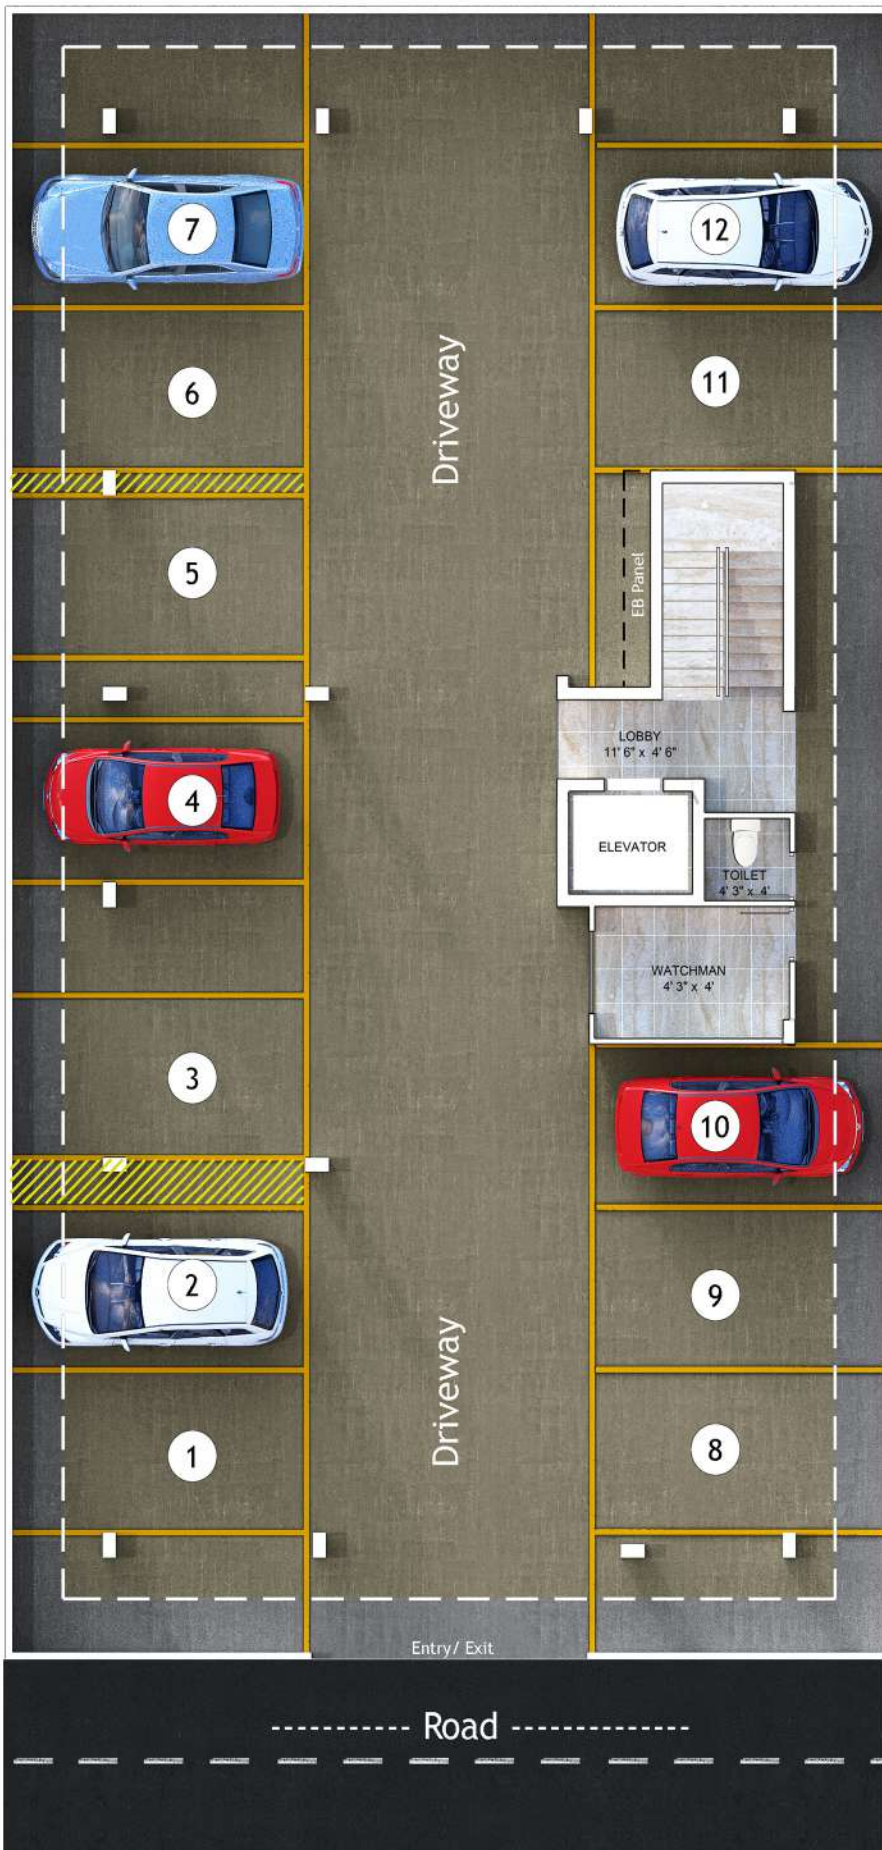 7
12
6
11
Driveway
5
EB Panel
LOBBY
11' 6" x 4' 6"
4
ELEVATOR
TOILET
4' 3" x 4'
WATCHMAN
4' 3" x 4'
3
10
2
9
Driveway
1
8
Entry/ Exit
Road